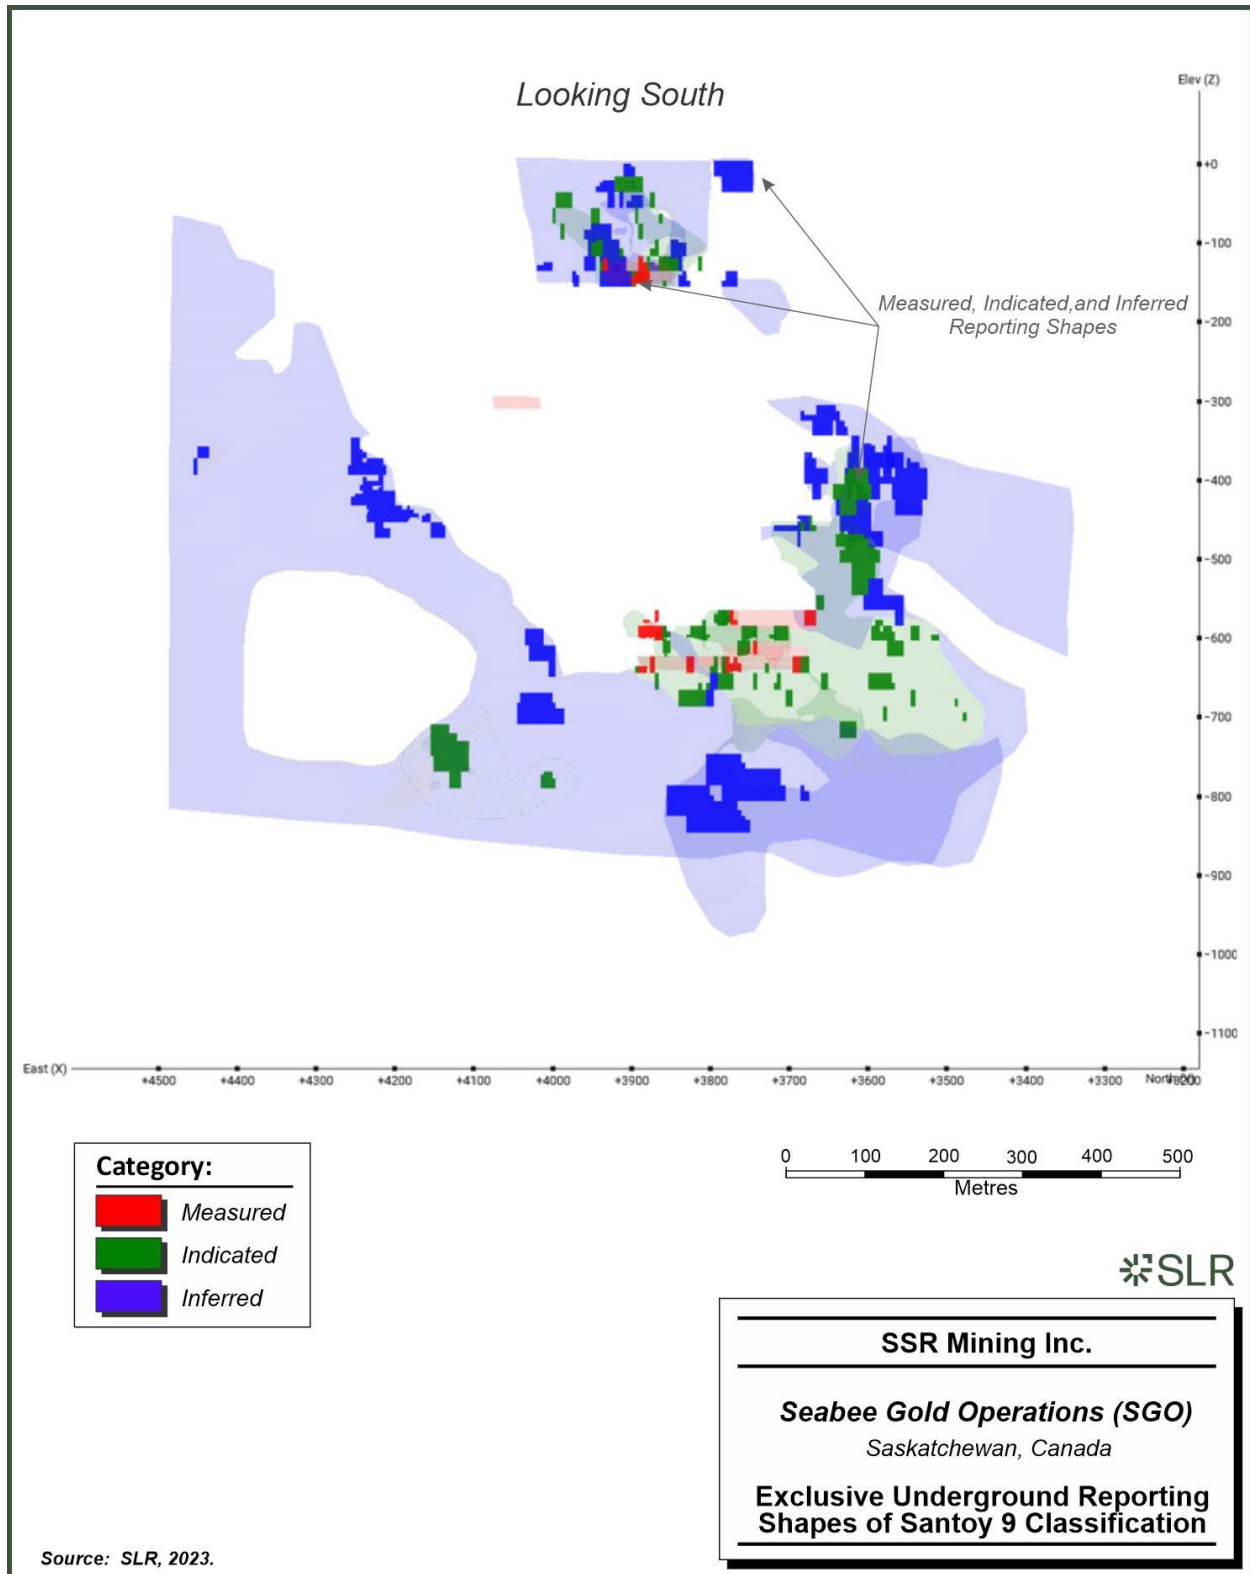 Looking South
Elev (Z)
+0
-100
Measured, Indicated,and Inferred
Reporting Shapes
-200
-300
-400
-500
-600
-700
-800
-900
-1000
-1100
East (X)
+4500 +4400 +4300 +4200 +4100 +4000 +3900 +3800 +3700 +3600 +3500 +3400 +3300
Category:
Measured
Indicated
Inferred
0 100 200 300 400 500
Metres
SLR
SSR Mining Inc.
Seabee Gold Operations (SGO)
Saskatchewan, Canada
Exclusive Underground Reporting
Shapes of Santoy 9 Classification
Source: SLR, 2023.